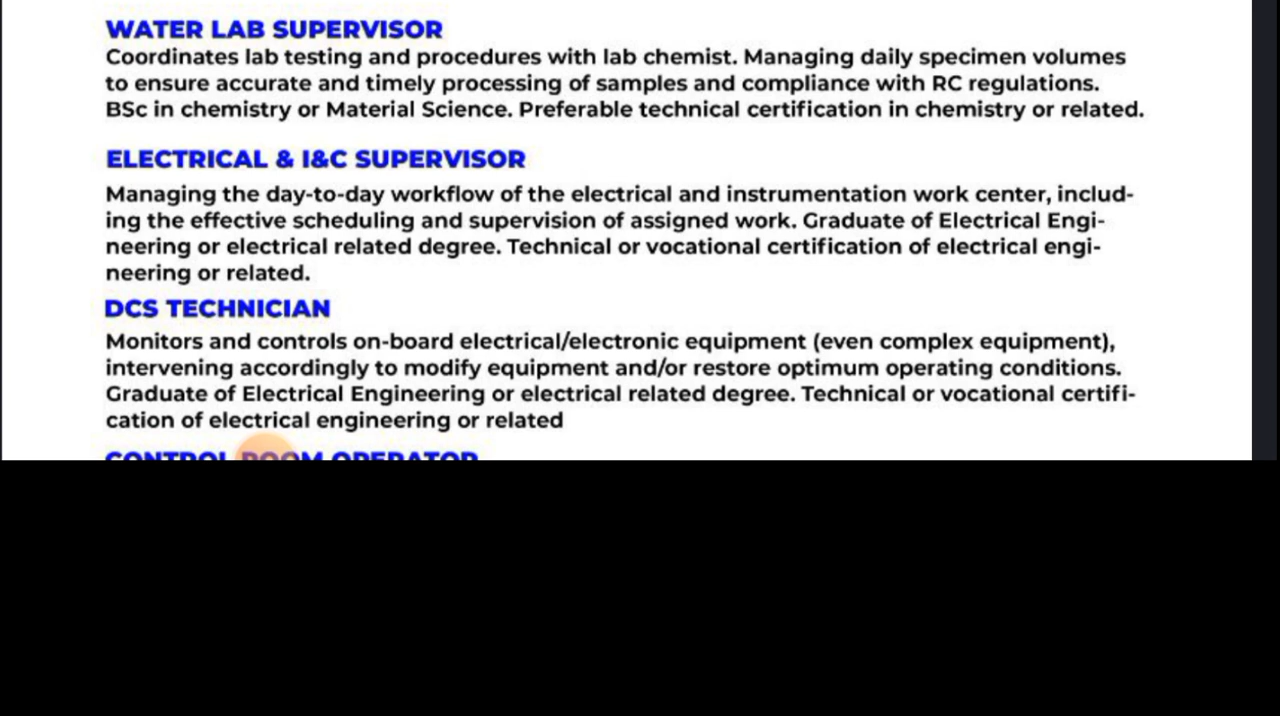 WATER LAB SUPERVISOR
Coordinates lab testing and procedures with lab chemist. Managing daily specimen volumes
to ensure accurate and timely processing of samples and compliance with RC regulations.
BSc in chemistry or Material Science. Preferable technical certification in chemistry or related.
ELECTRICAL & I&C SUPERVISOR
Managing the day-to-day workflow of the electrical and instrumentation work center, includ-
ing the effective scheduling and supervision of assigned work. Graduate of Electrical Engi-
neering or electrical related degree. Technical or vocational certification of electrical engi-
neering or related.
DCS TECHNICIAN
Monitors and controls on-board electrical/electronic equipment (even complex equipment),
intervening accordingly to modify equipment and/or restore optimum operating conditions.
Graduate of Electrical Engineering or electrical related degree. Technical or vocational certifi-
cation of electrical engineering or related
CONTROL ROOM OPERATOR